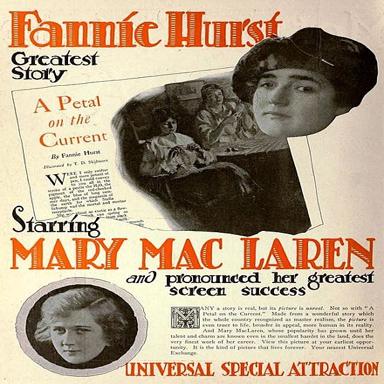 Fannie Hurst
Greatest
Story
A Petal
on the
Current
By Fannie Hurst
Starring
MARY MAC LAREN
and pronounced her greatest
screen success
MANY a story is real, but its picture is unreal. Not so with "A
Petal on the Current." Made from a wonderful story which
the whole country recognized as master realism, the picture is
even truer to life, broader in appeal, more human in its reality.
And Mary MacLaren, whose popularity has grown until her
talent and charm are known even in the smallest hamlet in the land, does the
very finest work of her career. View this picture at your earliest opportu-
nity. It is the kind of picture that lives forever. Your nearest Universal
Exchange.
UNIVERSAL SPECIAL ATTRACTION